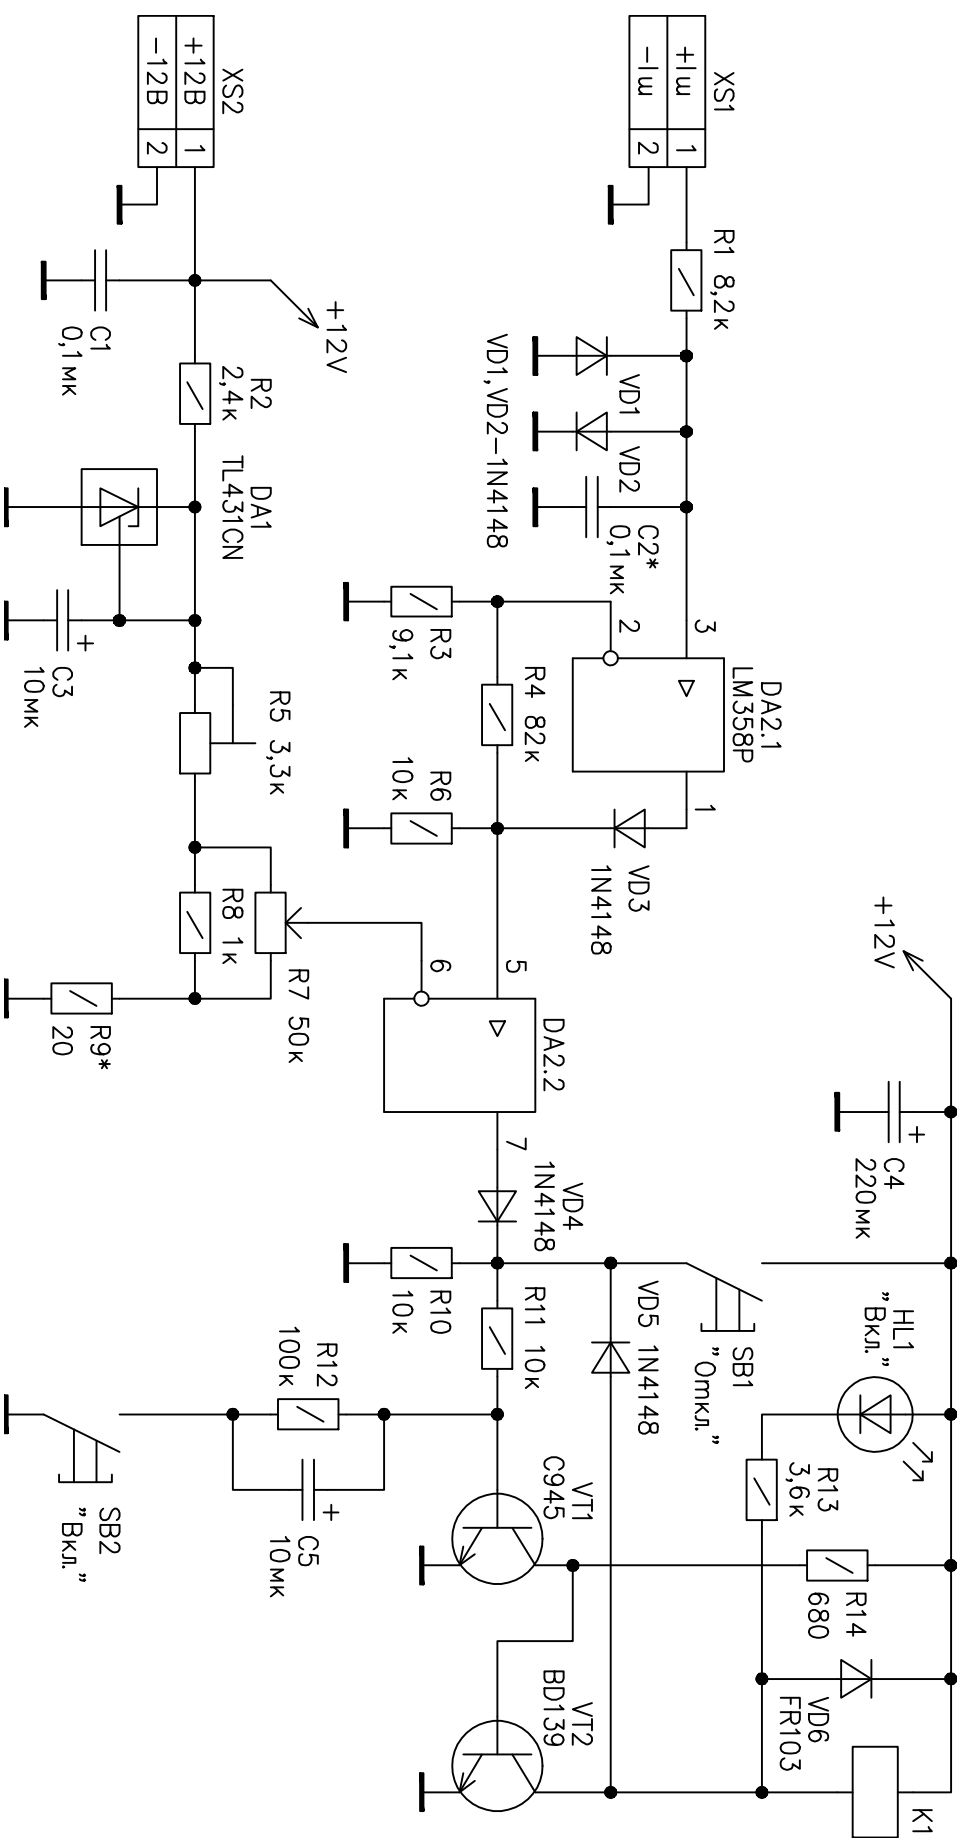 XS1
+Iш
1
-Iш
2
R1 8,2к
VD1
VD2
VD1,VD2-1N4148
C2*
0,1мк
3
2
DA2.1
LM358P
1
R3
9,1к
R4 82к
R6
10к
VD3
1N4148
XS2
+12В
1
-12В
2
+12V
C1
0,1мк
R2
2,4к
DA1
TL431CN
+
C3
10мк
R5 3,3к
R8 1к
R7 50к
R9*
20
5
6
DA2.2
7
VD4
1N4148
+12V
+
C4
220мк
R10
10к
R11 10к
VD5 1N4148
SB1
„Откл.”
HL1
„Вкл.”
R12
100к
+
C5
10мк
SB2
„Вкл.”
VT1
C945
R13
3,6к
R14
680
VT2
BD139
VD6
FR103
K1